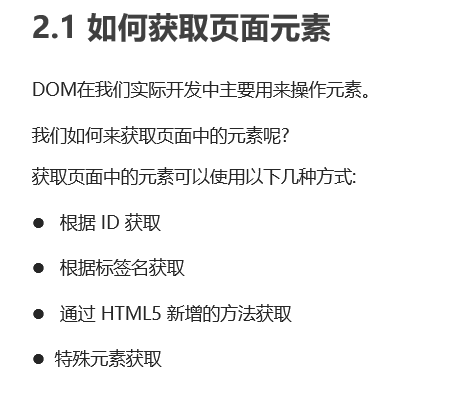 2.1 如何获取页面元素
DOM在我们实际开发中主要用来操作元素。
我们如何来获取页面中的元素呢?
获取页面中的元素可以使用以下几种方式:
● 根据 ID 获取
● 根据标签名获取
● 通过 HTML5 新增的方法获取
● 特殊元素获取